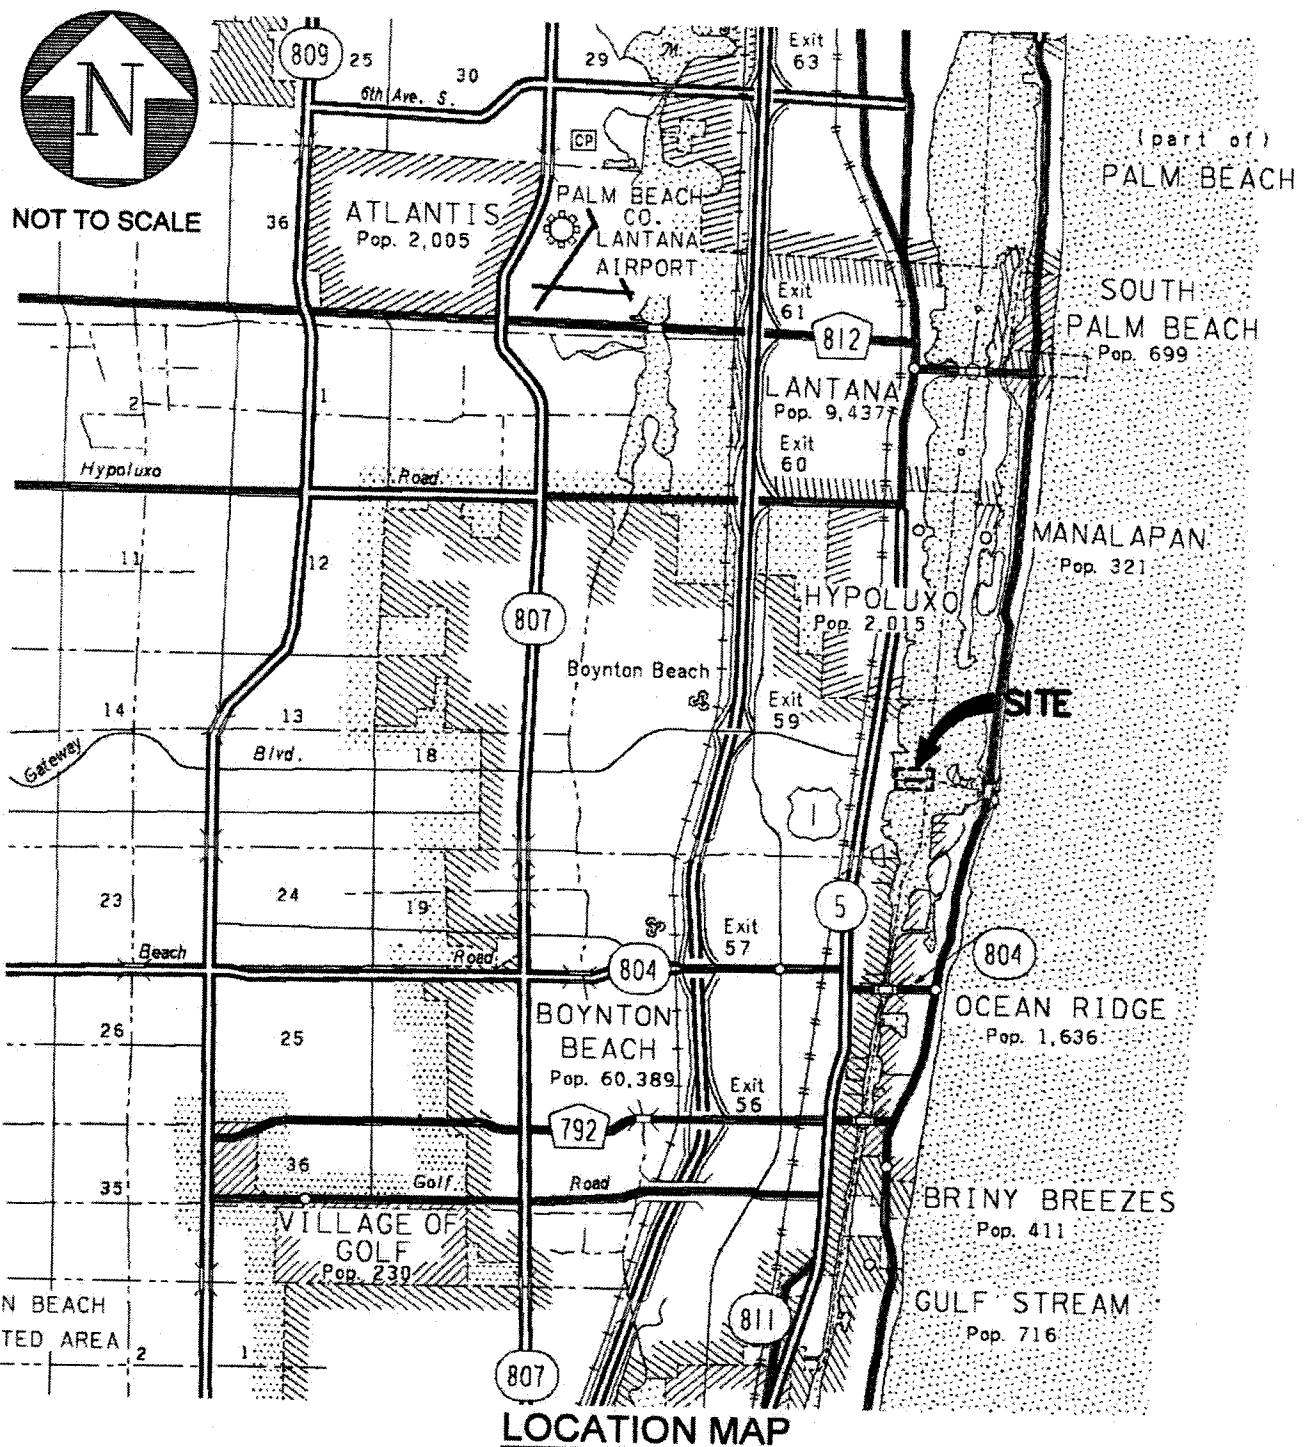 N
NOT TO SCALE
809
25
30
29
Exit
63
6th Ave. S.
CP
(part of)
PALM BEACH
36
ATLANTIS
Pop. 2,005
PALM BEACH
CO.
LANTANA
AIRPORT
Exit
61
812
SOUTH
PALM BEACH
Pop. 699
LANTANA
Pop. 9,437
2
1
Exit
60
Hypoluxo
Road
11
12
MANALAPAN
Pop. 321
HYPOLUXO
Pop. 2,015
807
Boynton Beach
Exit
59
SITE
14
13
Gateway
Blvd.
18
1
23
24
19
5
Exit
57
Beach
Road
804
804
OCEAN RIDGE
Pop. 1,636
26
25
BOYNTON
BEACH
Pop. 60,389
Exit
56
792
36
35
Golf
Road
BRINY BREEZES
Pop. 411
VILLAGE OF
GOLF
Pop. 230
N BEACH
TED AREA
2
1
811
GULF STREAM
Pop. 716
807
LOCATION MAP